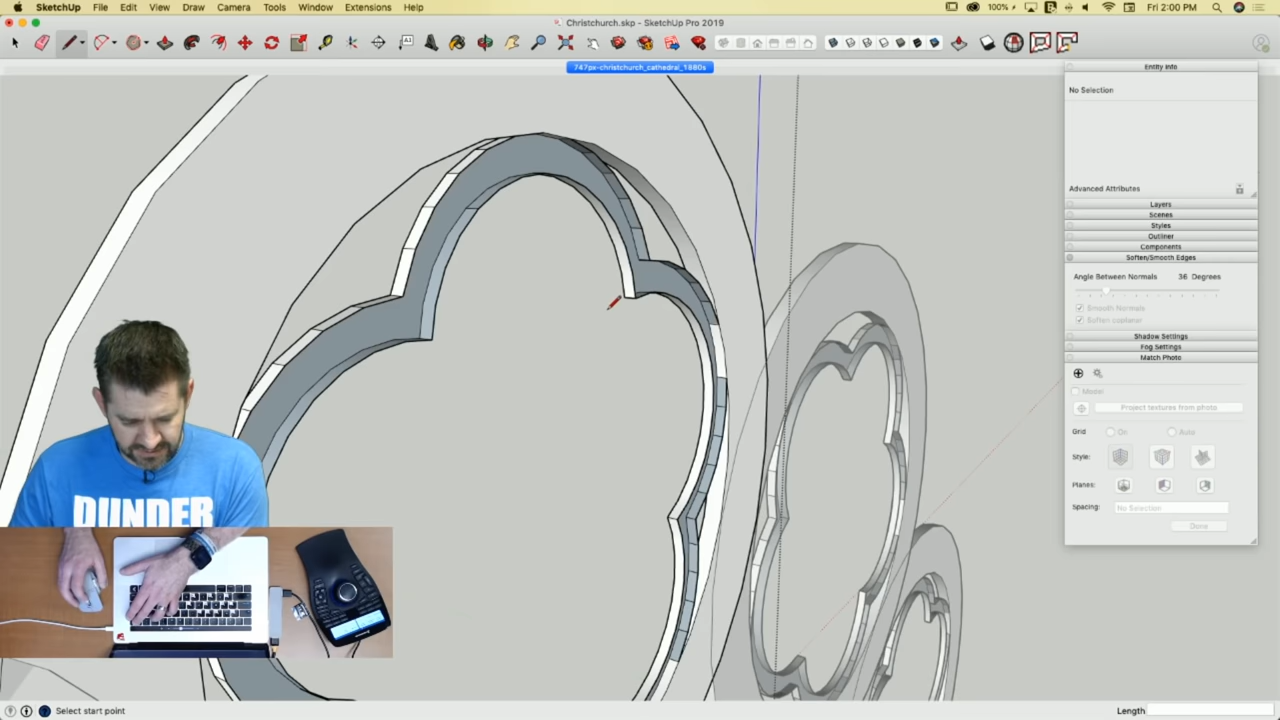 SketchUp File Edit View Draw Camera Tools Window Extensions Help
100% Fri 2:00 PM
Christchurch.skp - SketchUp Pro 2019
747px-christchurch_cathedral_1880s
Entity Info
No Selection
Advanced Attributes
Layers
Scenes
Styles
Outliner
Components
Soften/Smooth Edges
Angle Between Normals 36 Degrees
Smooth Normals
Soften coplanar
Shadow Settings
Fog Settings
Match Photo
Model
Project textures from photo
Grid On Auto
Style:
Planes:
Spacing: No Selection
Done
DUNDER
Select start point
Length